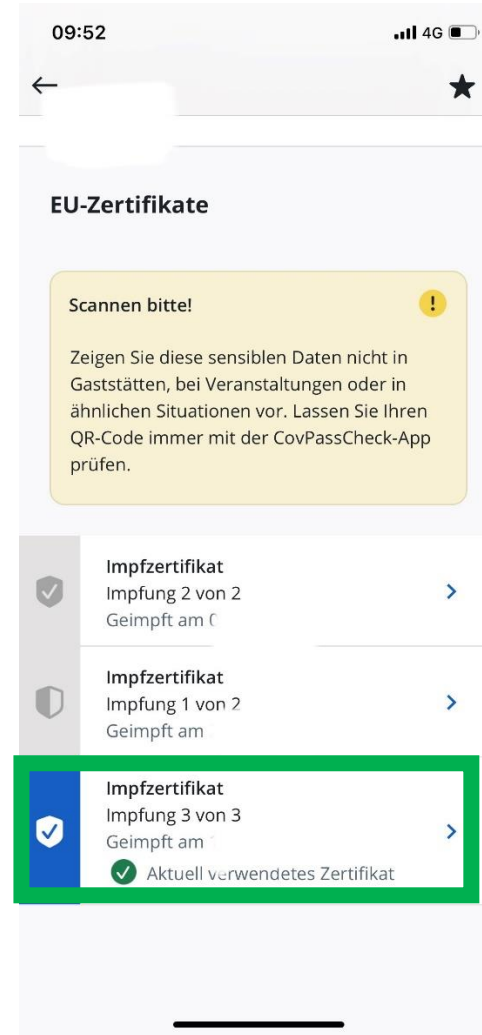 09:52
4G
EU-Zertifikate
Scannen bitte!
!
Zeigen Sie diese sensiblen Daten nicht in
Gaststätten, bei Veranstaltungen oder in
ähnlichen Situationen vor. Lassen Sie Ihren
QR-Code immer mit der CovPassCheck-App
prüfen.
Impfzertifikat
Impfung 2 von 2
Geimpft am
Impfzertifikat
Impfung 1 von 2
Geimpft am
Impfzertifikat
Impfung 3 von 3
Geimpft am
Aktuell verwendetes Zertifikat